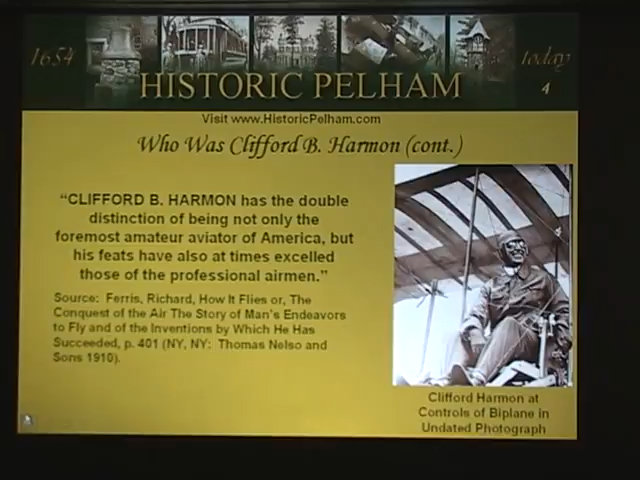 1654
today
HISTORIC PELHAM
4
Visit www.HistoricPelham.com
Who Was Clifford B. Harmon (cont.)
“CLIFFORD B. HARMON has the double
distinction of being not only the
foremost amateur aviator of America, but
his feats have also at times excelled
those of the professional airmen.”
Source: Ferris, Richard, How It Flies or, The
Conquest of the Air The Story of Man's Endeavors
to Fly and of the Inventions by Which He Has
Succeeded, p. 401 (NY, NY: Thomas Nelso and
Sons 1910).
Clifford Harmon at
Controls of Biplane in
Undated Photograph